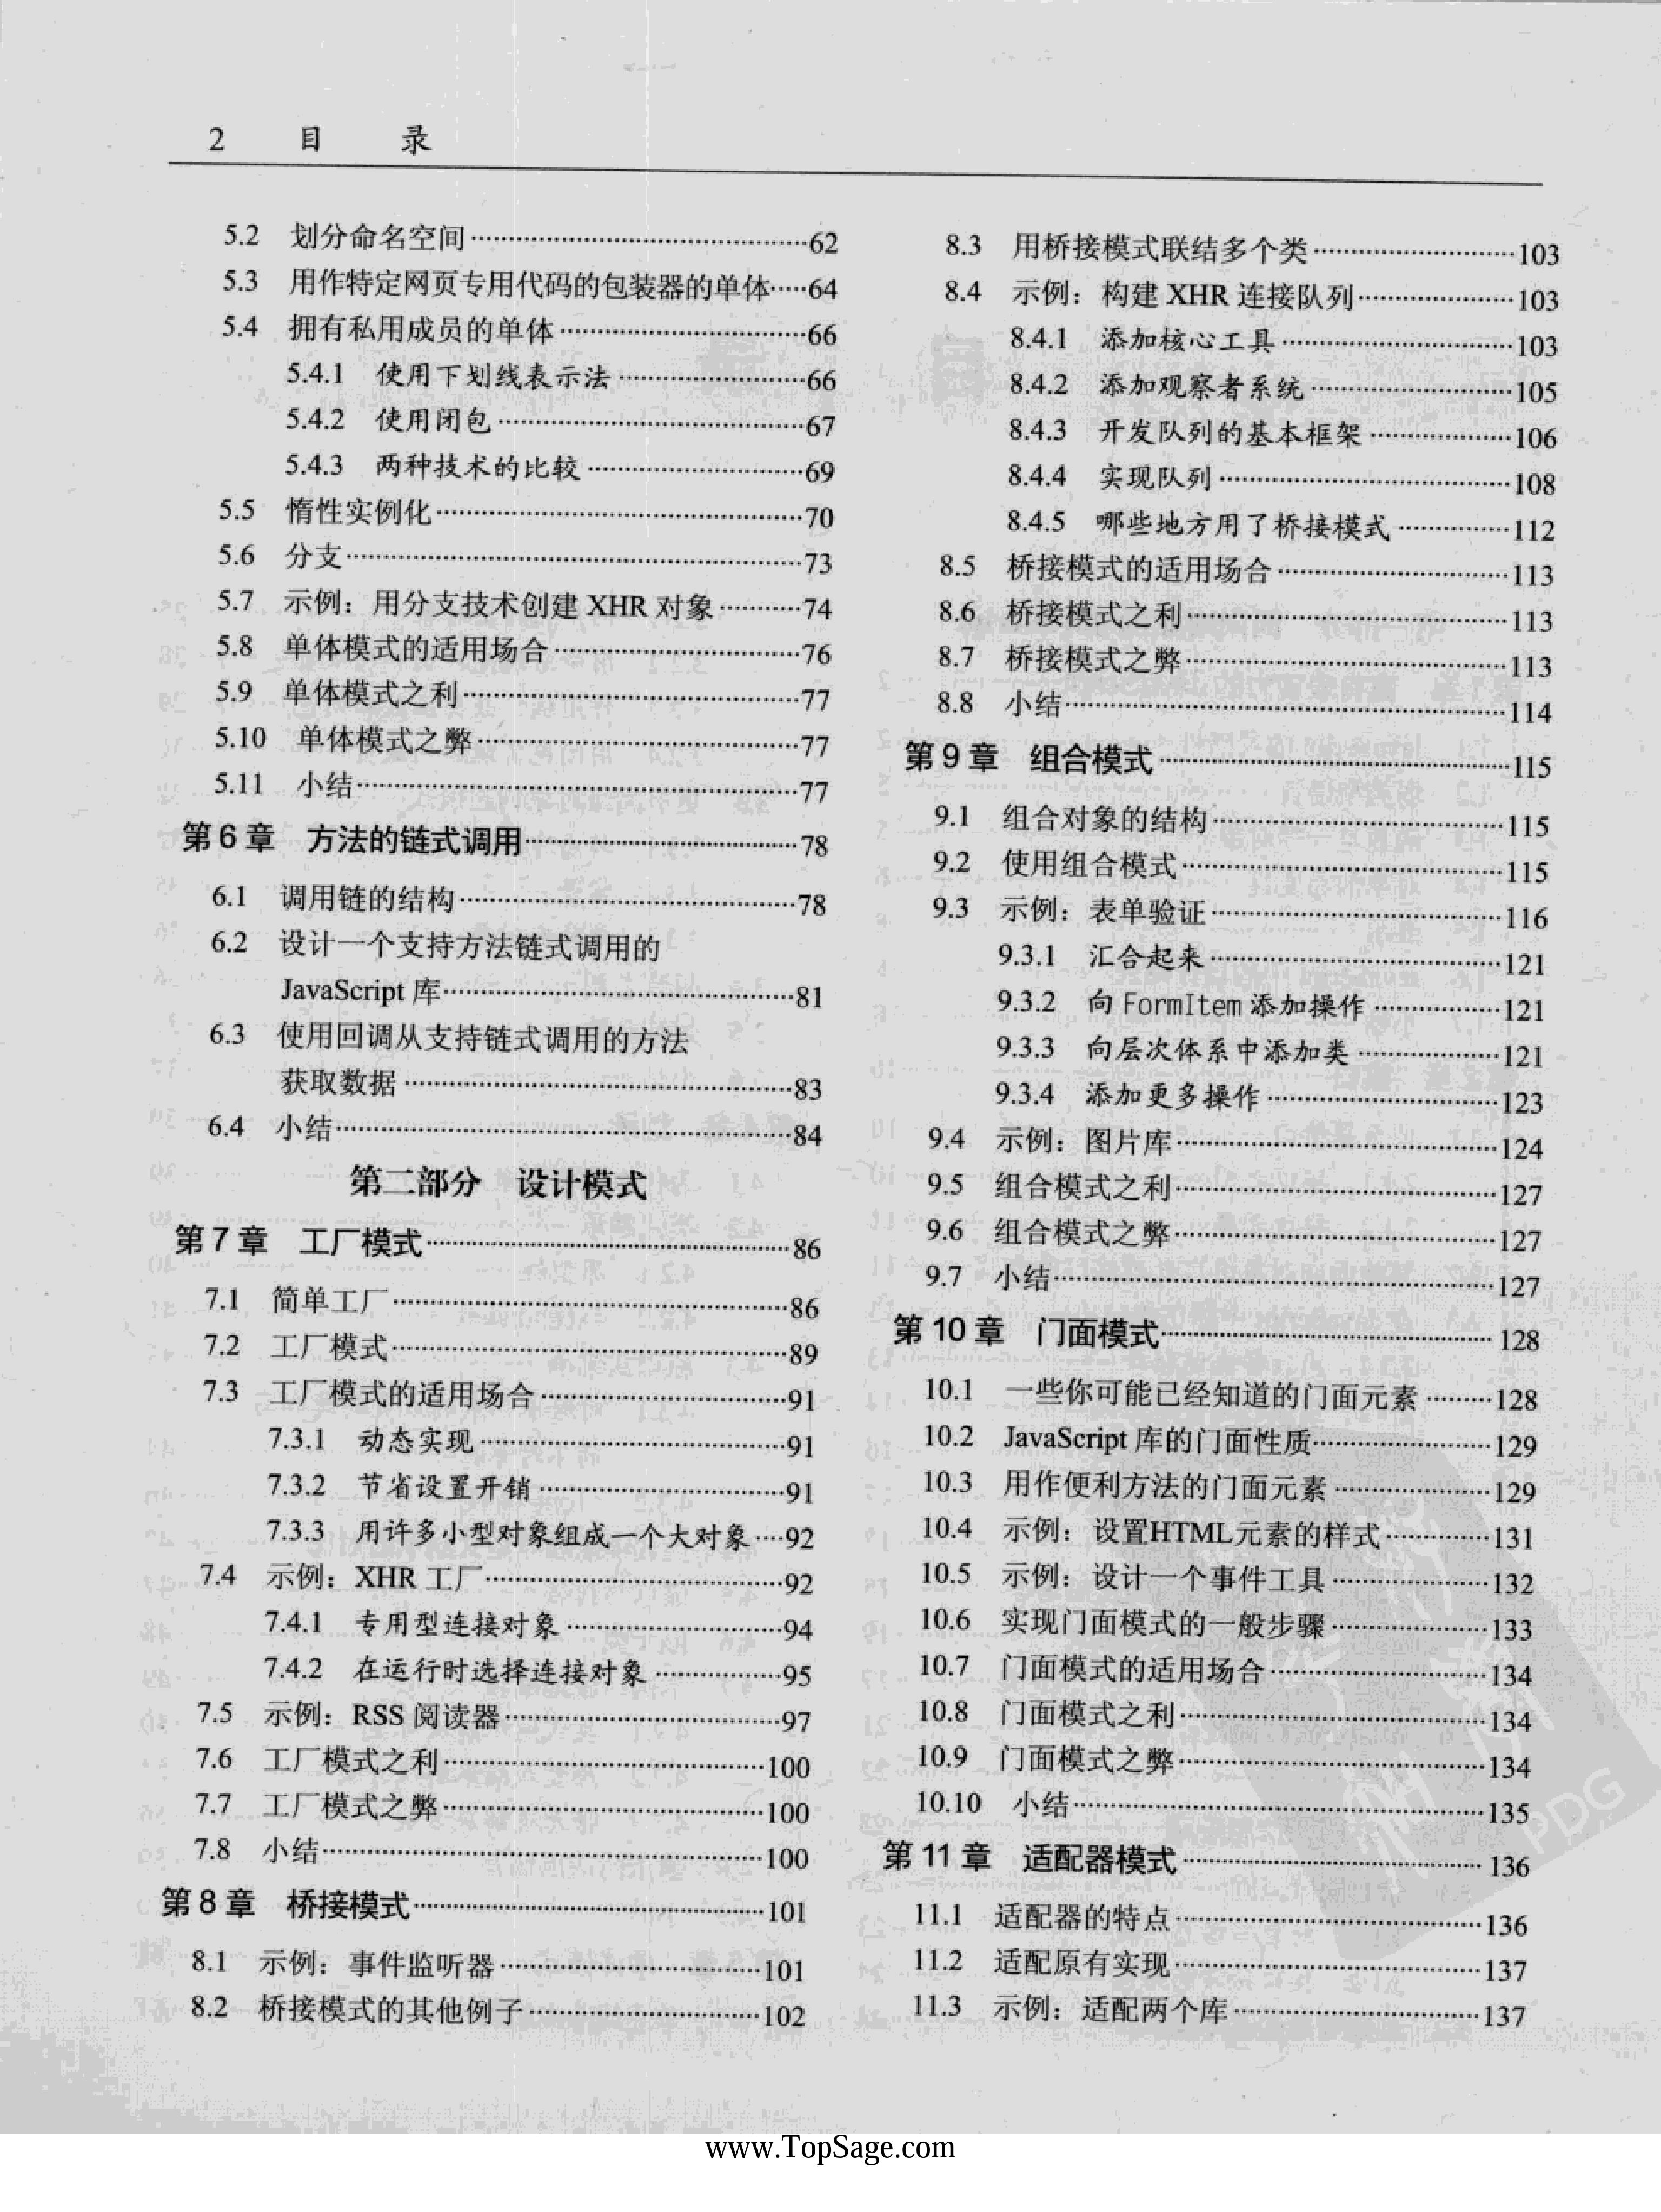 2 目 录
5.2 划分命名空间……62
5.3 用作特定网页专用代码的包装器的单体……64
5.4 拥有私用成员的单体……66
5.4.1 使用下划线表示法……66
5.4.2 使用闭包……67
5.4.3 两种技术的比较……69
5.5 惰性实例化……70
5.6 分支……73
5.7 示例：用分支技术创建 XHR 对象……74
5.8 单体模式的适用场合……76
5.9 单体模式之利……77
5.10 单体模式之弊……77
5.11 小结……77
第 6 章 方法的链式调用……78
6.1 调用链的结构……78
6.2 设计一个支持方法链式调用的
JavaScript 库……81
6.3 使用回调从支持链式调用的方法
获取数据……83
6.4 小结……84
第二部分 设计模式
第 7 章 工厂模式……86
7.1 简单工厂……86
7.2 工厂模式……89
7.3 工厂模式的适用场合……91
7.3.1 动态实现……91
7.3.2 节省设置开销……91
7.3.3 用许多小型对象组成一个大对象……92
7.4 示例：XHR 工厂……92
7.4.1 专用型连接对象……94
7.4.2 在运行时选择连接对象……95
7.5 示例：RSS 阅读器……97
7.6 工厂模式之利……100
7.7 工厂模式之弊……100
7.8 小结……100
第 8 章 桥接模式……101
8.1 示例：事件监听器……101
8.2 桥接模式的其他例子……102
8.3 用桥接模式联结多个类……103
8.4 示例：构建 XHR 连接队列……103
8.4.1 添加核心工具……103
8.4.2 添加观察者系统……105
8.4.3 开发队列的基本框架……106
8.4.4 实现队列……108
8.4.5 哪些地方用了桥接模式……112
8.5 桥接模式的适用场合……113
8.6 桥接模式之利……113
8.7 桥接模式之弊……113
8.8 小结……114
第 9 章 组合模式……115
9.1 组合对象的结构……115
9.2 使用组合模式……115
9.3 示例：表单验证……116
9.3.1 汇合起来……121
9.3.2 向 FormItem 添加操作……121
9.3.3 向层次体系中添加类……121
9.3.4 添加更多操作……123
9.4 示例：图片库……124
9.5 组合模式之利……127
9.6 组合模式之弊……127
9.7 小结……127
第 10 章 门面模式……128
10.1 一些你可能已经知道的门面元素……128
10.2 JavaScript 库的门面性质……129
10.3 用作便利方法的门面元素……129
10.4 示例：设置HTML元素的样式……131
10.5 示例：设计一个事件工具……132
10.6 实现门面模式的一般步骤……133
10.7 门面模式的适用场合……134
10.8 门面模式之利……134
10.9 门面模式之弊……134
10.10 小结……135
第 11 章 适配器模式……136
11.1 适配器的特点……136
11.2 适配原有实现……137
11.3 示例：适配两个库……137
PDG
www.TopSage.com